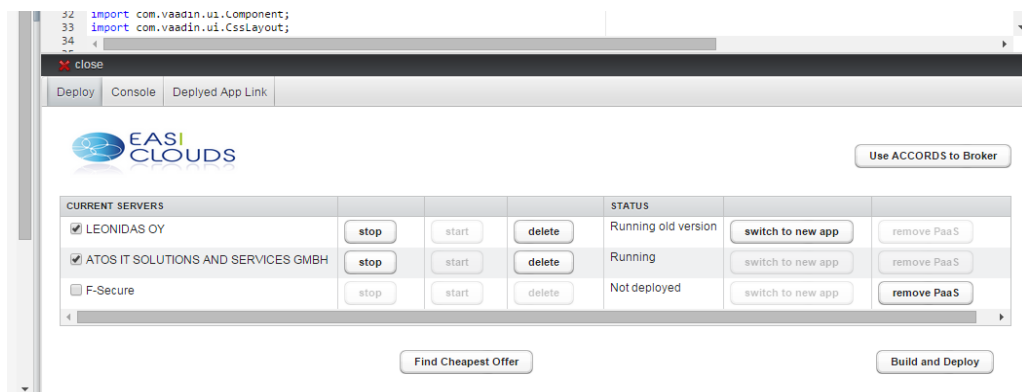 32 import com.vaadin.ui.Component;
33 import com.vaadin.ui.CssLayout;
34
close
Deploy Console Deplyed App Link
EASI
CLOUDS
Use ACCORDS to Broker
CURRENT SERVERS STATUS
LEONIDAS OY stop start delete Running old version switch to new app remove PaaS
ATOS IT SOLUTIONS AND SERVICES GMBH stop start delete Running switch to new app remove PaaS
F-Secure stop start delete Not deployed switch to new app remove PaaS
Find Cheapest Offer Build and Deploy